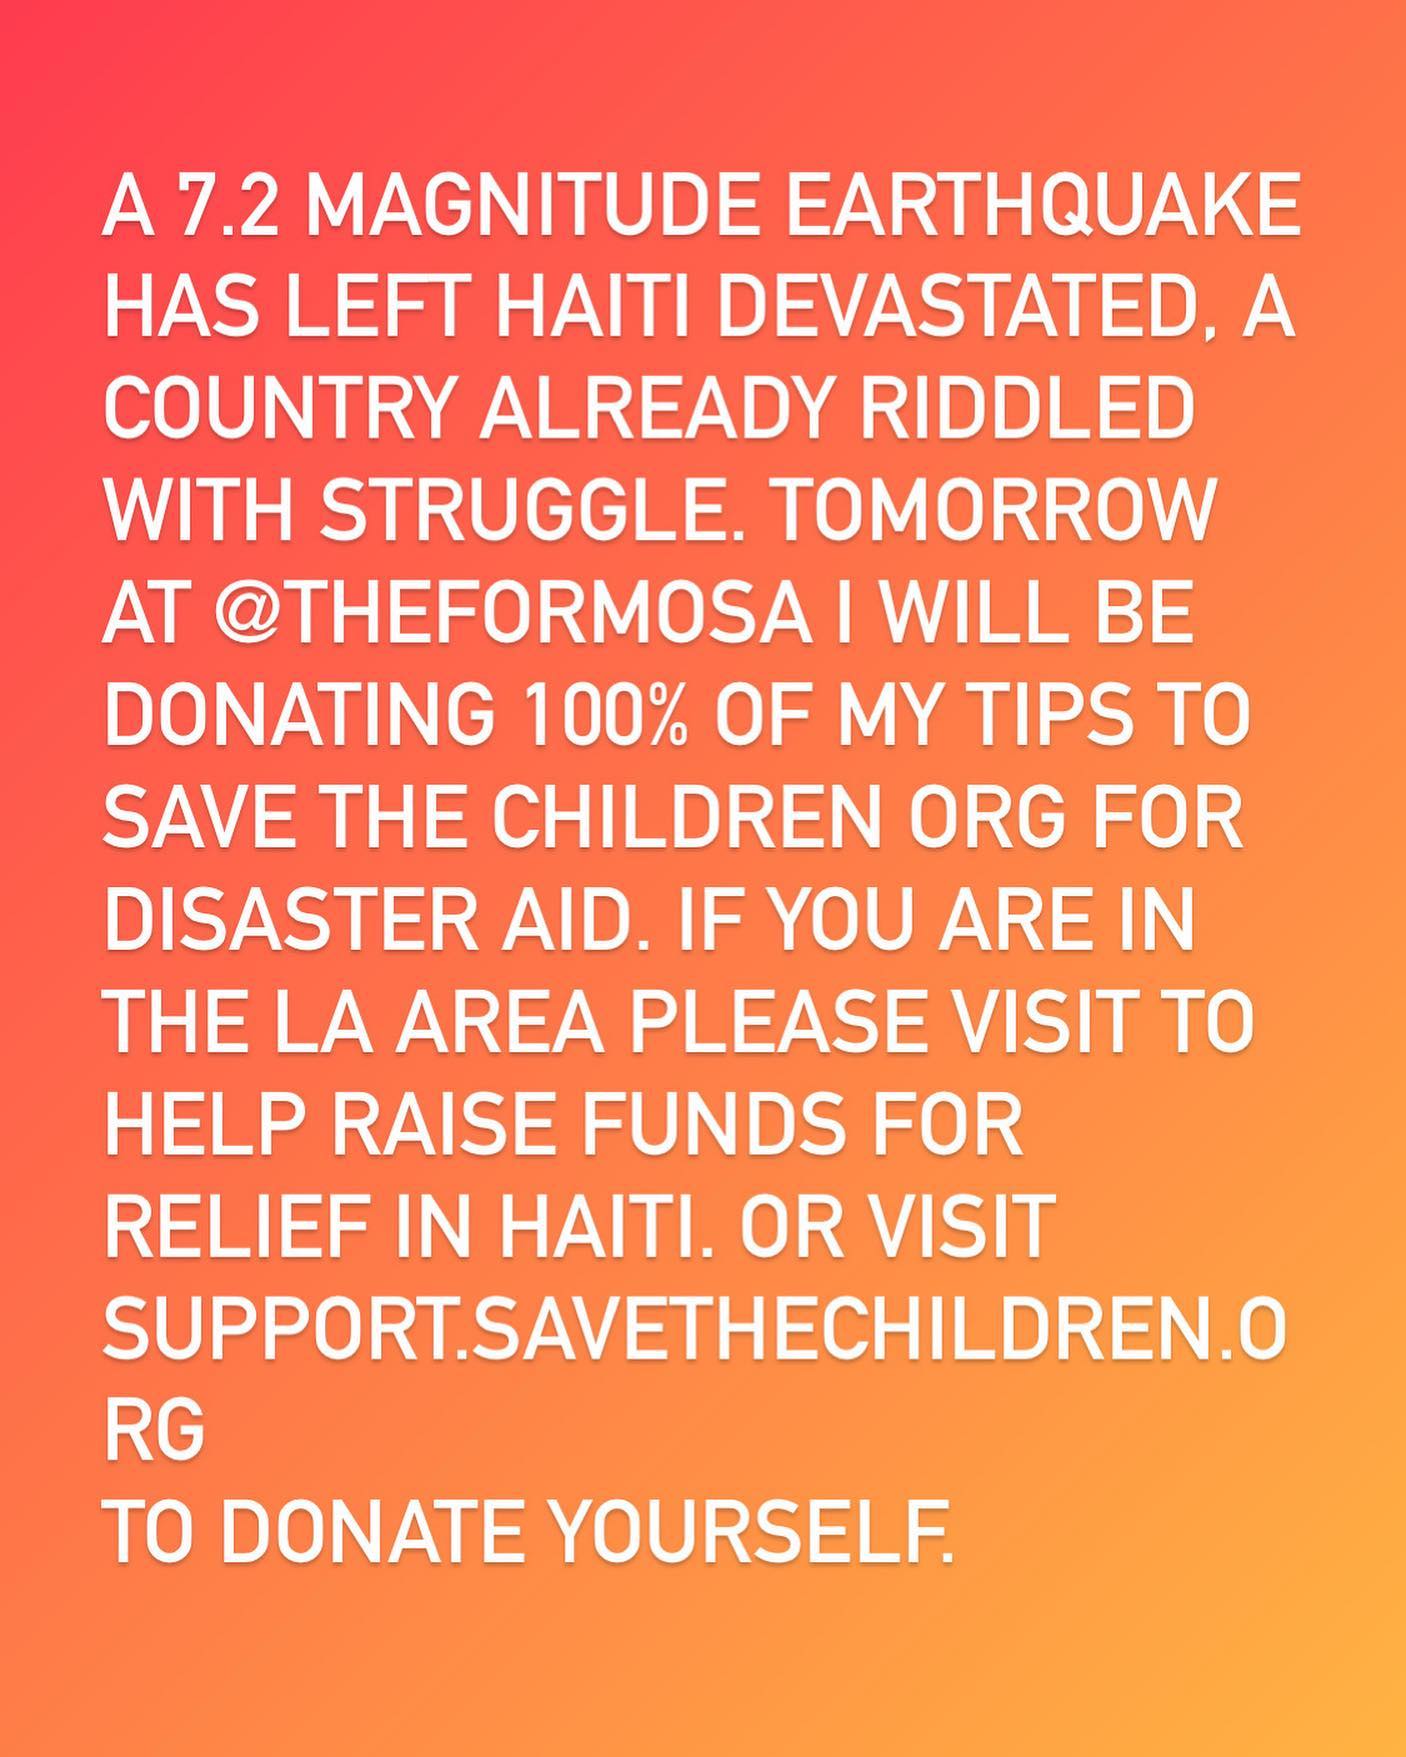 A 7.2 MAGNITUDE EARTHQUAKE
HAS LEFT HAITI DEVASTATED, A
COUNTRY ALREADY RIDDLED
WITH STRUGGLE. TOMORROW
AT @THEFORMOSA I WILL BE
DONATING 100% OF MY TIPS TO
SAVE THE CHILDREN ORG FOR
DISASTER AID. IF YOU ARE IN
THE LA AREA PLEASE VISIT TO
HELP RAISE FUNDS FOR
RELIEF IN HAITI. OR VISIT
SUPPORT.SAVETHECHILDREN.O
RG
TO DONATE YOURSELF.